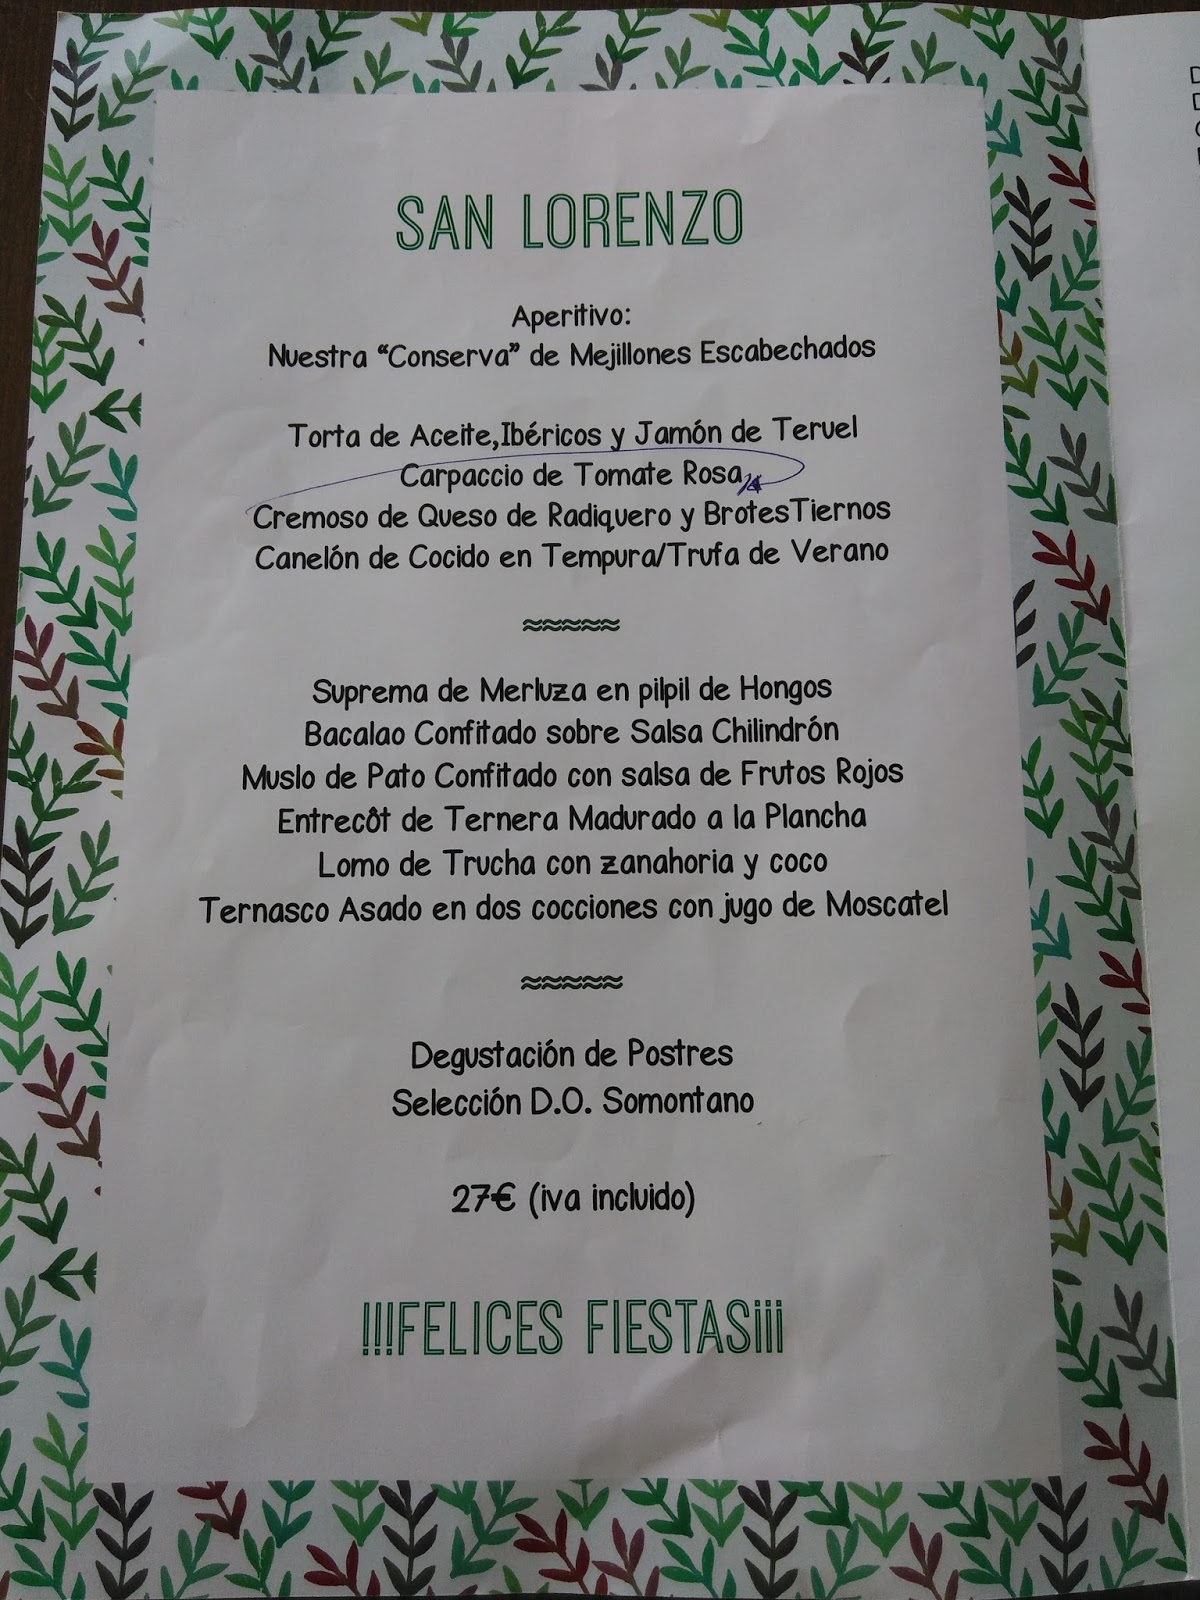 SAN LORENZO
Aperitivo:
Nuestra “Conserva” de Mejillones Escabechados
Torta de Aceite,Ibéricos y Jamón de Teruel
Carpaccio de Tomate Rosa
Cremoso de Queso de Radiquero y BrotesTiernos
Canelón de Cocido en Tempura/Trufa de Verano
≈≈≈≈≈
Suprema de Merluza en pilpil de Hongos
Bacalao Confitado sobre Salsa Chilindrón
Muslo de Pato Confitado con salsa de Frutos Rojos
Entrecôt de Ternera Madurado a la Plancha
Lomo de Trucha con zanahoria y coco
Ternasco Asado en dos cocciones con jugo de Moscatel
≈≈≈≈≈
Degustación de Postres
Selección D.O. Somontano
27€ (iva incluido)
!!!FELICES FIESTAS¡¡¡